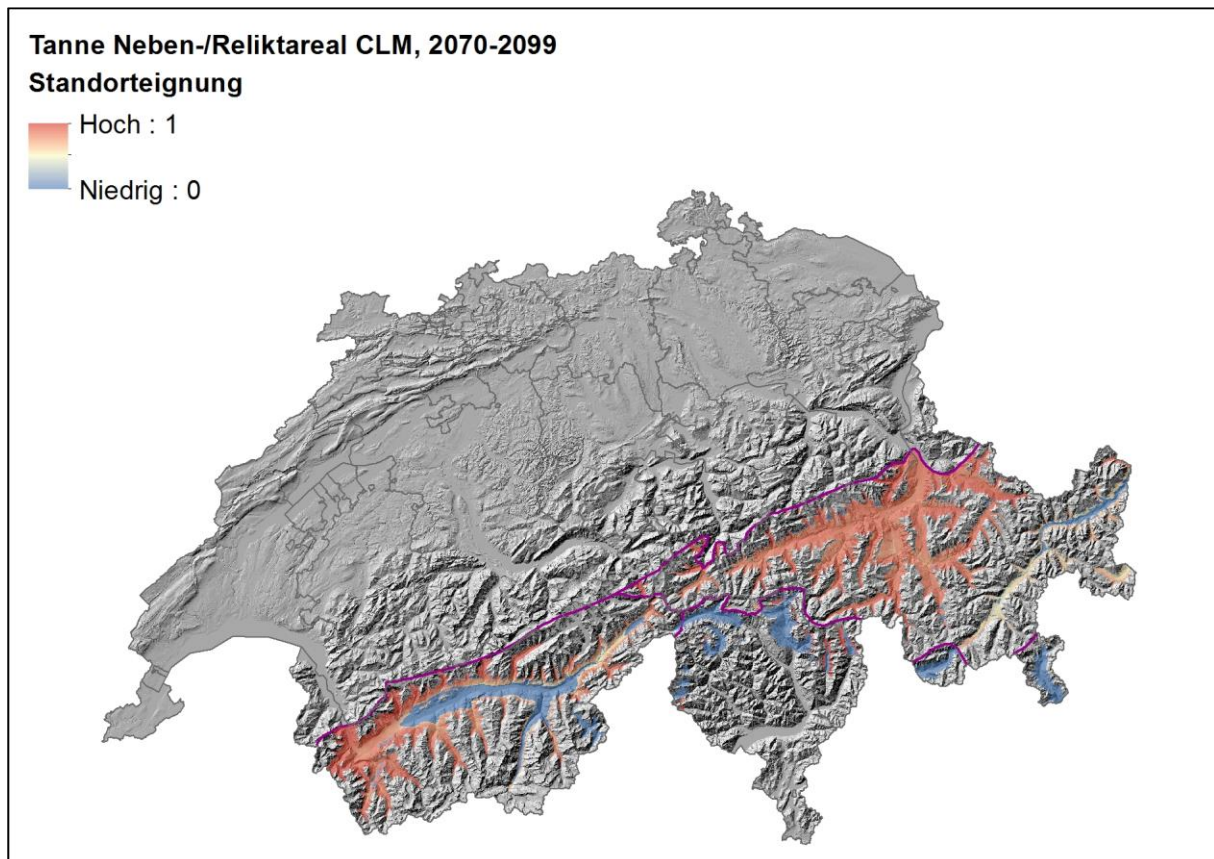 Tanne Neben-/Reliktareal CLM, 2070-2099
Standorteignung
Hoch : 1
Niedrig : 0